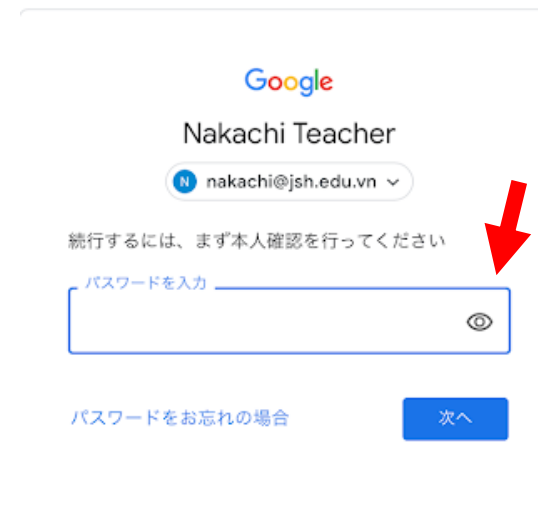 Google
Nakachi Teacher
N nakachi@jsh.edu.vn
続行するには、まず本人確認を行ってください
パスワードを入力
パスワードをお忘れの場合
次へ